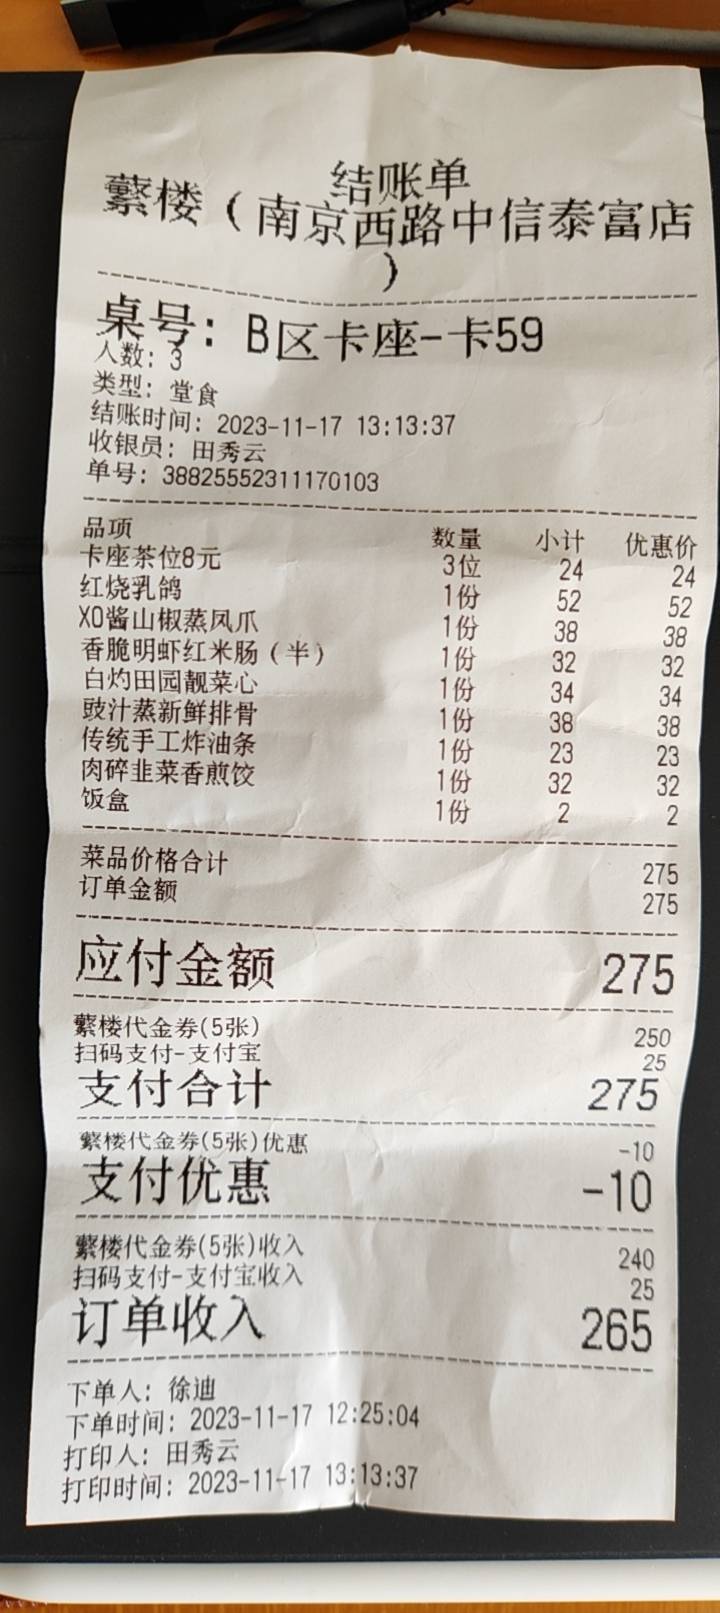 结账单
蘩楼（南京西路中信泰富店
）
桌号：B区卡座-卡59
人数：3
类型：堂食
结账时间：2023-11-17 13:13:37
收银员：田秀云
单号：38825552311170103
品项 数量 小计 优惠价
卡座茶位8元 3位 24 24
红烧乳鸽 1份 52 52
XO酱山椒蒸凤爪 1份 38 38
香脆明虾红米肠（半） 1份 32 32
白灼田园靓菜心 1份 34 34
豉汁蒸新鲜排骨 1份 38 38
传统手工炸油条 1份 23 23
肉碎韭菜香煎饺 1份 32 32
饭盒 1份 2 2
菜品价格合计 275
订单金额 275
应付金额 275
蘩楼代金券(5张) 250
扫码支付-支付宝 25
支付合计 275
蘩楼代金券(5张)优惠 -10
支付优惠 -10
蘩楼代金券(5张)收入 240
扫码支付-支付宝收入 25
订单收入 265
下单人：徐迪
下单时间：2023-11-17 12:25:04
打印人：田秀云
打印时间：2023-11-17 13:13:37